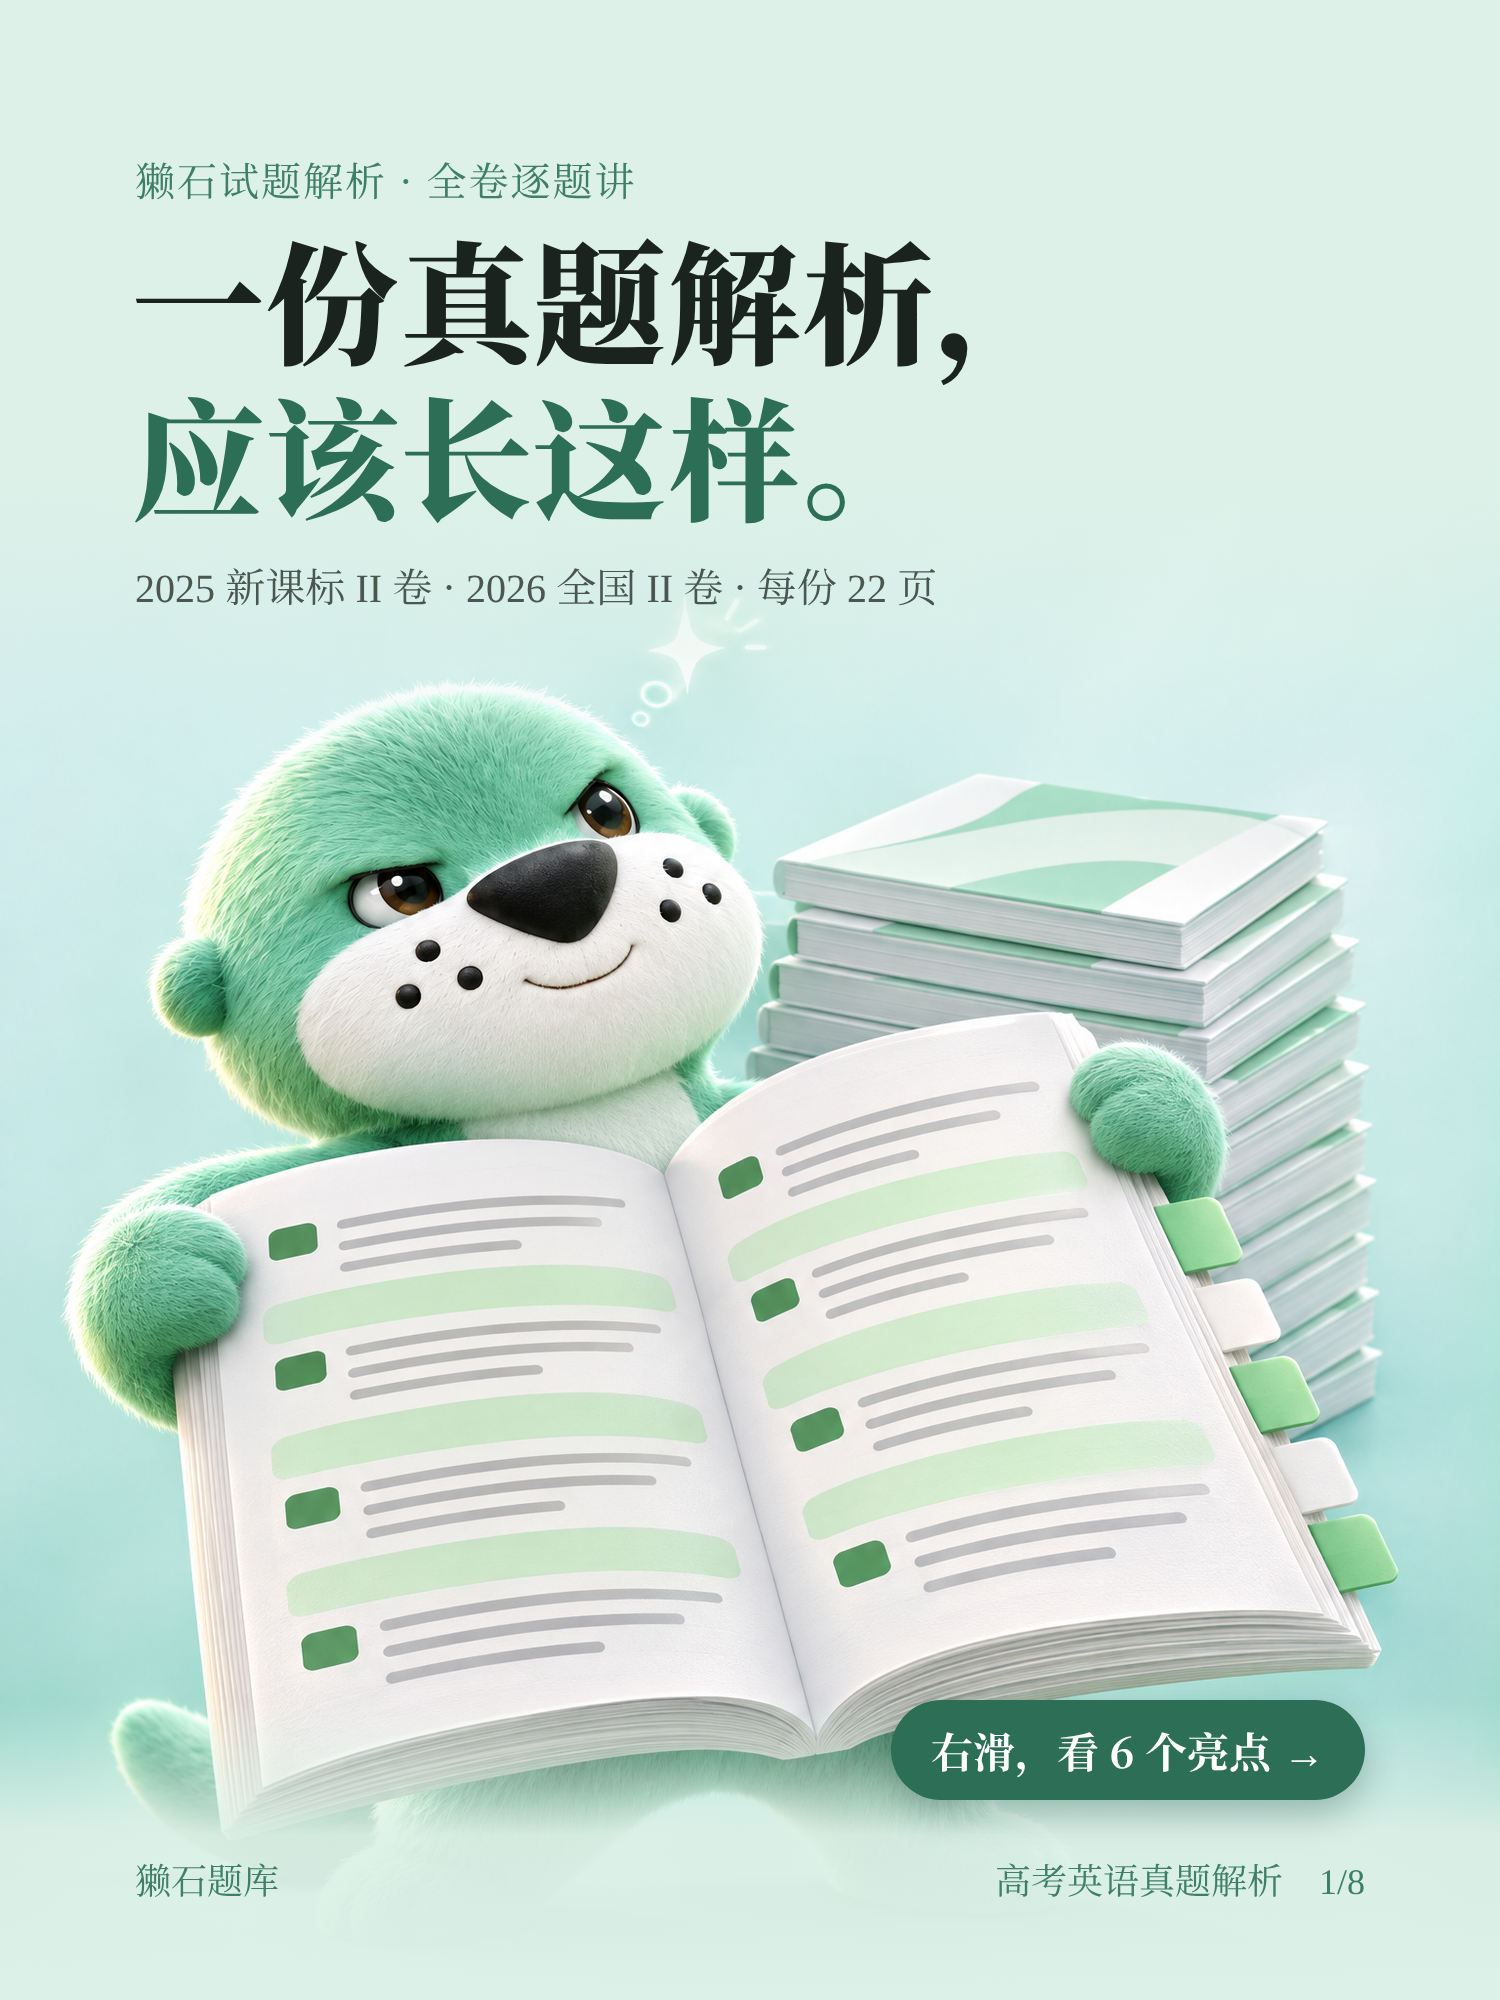 獭石试题解析 · 全卷逐题讲
一份真题解析,
应该长这样。
2025 新课标 II 卷 · 2026 全国 II 卷 · 每份 22 页
右滑，看 6 个亮点 →
獭石题库
高考英语真题解析 1/8